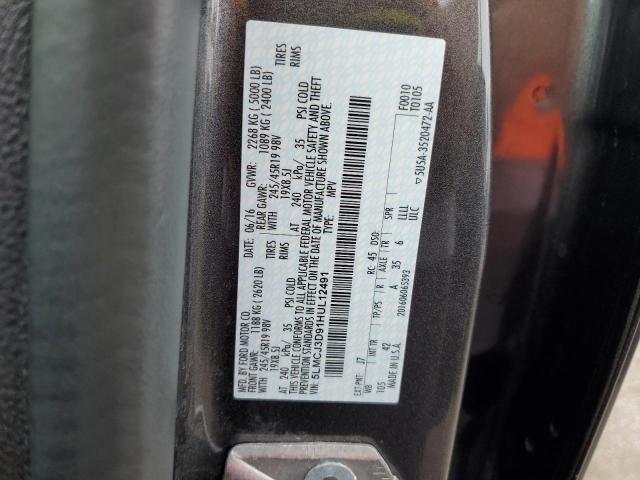 MFD. BY FORD MOTOR CO.
DATE: 06/16 GVWR: 2268 KG ( 5000 LB)
FRONT GAWR: 1188 KG (2620 LB) REAR GAWR: 1089 KG ( 2400 LB)
WITH 245/45R19 98V TIRES WITH 245/45R19 98V TIRES
19X8.5J RIMS 19X8.5J RIMS
AT 240 kPa/ 35 PSI COLD AT 240 kPa/ 35 PSI COLD
THIS VEHICLE CONFORMS TO ALL APPLICABLE FEDERAL MOTOR VEHICLE SAFETY AND THEFT
PREVENTION STANDARDS IN EFFECT ON THE DATE OF MANUFACTURE SHOWN ABOVE.
VIN: 5LMCJ3D91HUL12491 TYPE: MPV
F0010
TD105
EXT PNT: J7 RC: 45 DSO:
WB INT TR TP/PS R AXLE TR SPR
105 42 A 35 6 LLLL
ULC
MADE IN U.S.A. 201606065393
▽5U5A-3520472-AA